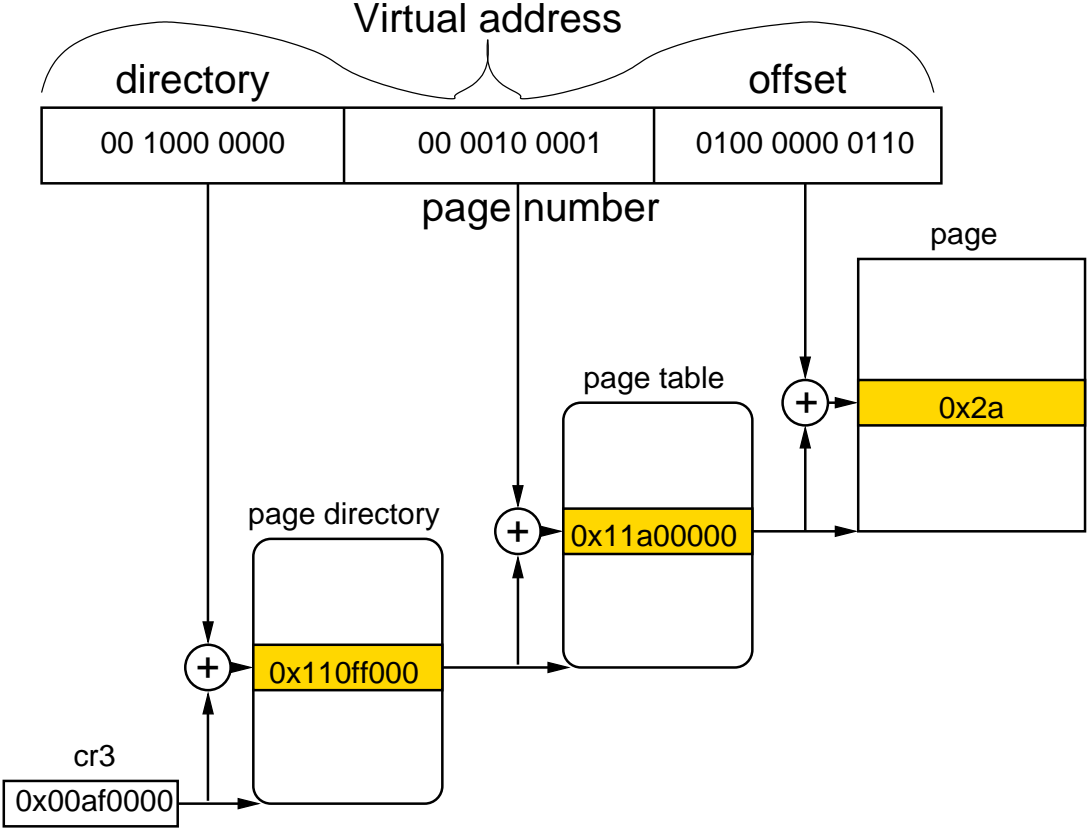 Virtual address
directory offset
00 1000 0000 00 0010 0001 0100 0000 0110
page number
page
page table
+ 0x2a
page directory
+ 0x11a00000
+ 0x110ff000
cr3
0x00af0000